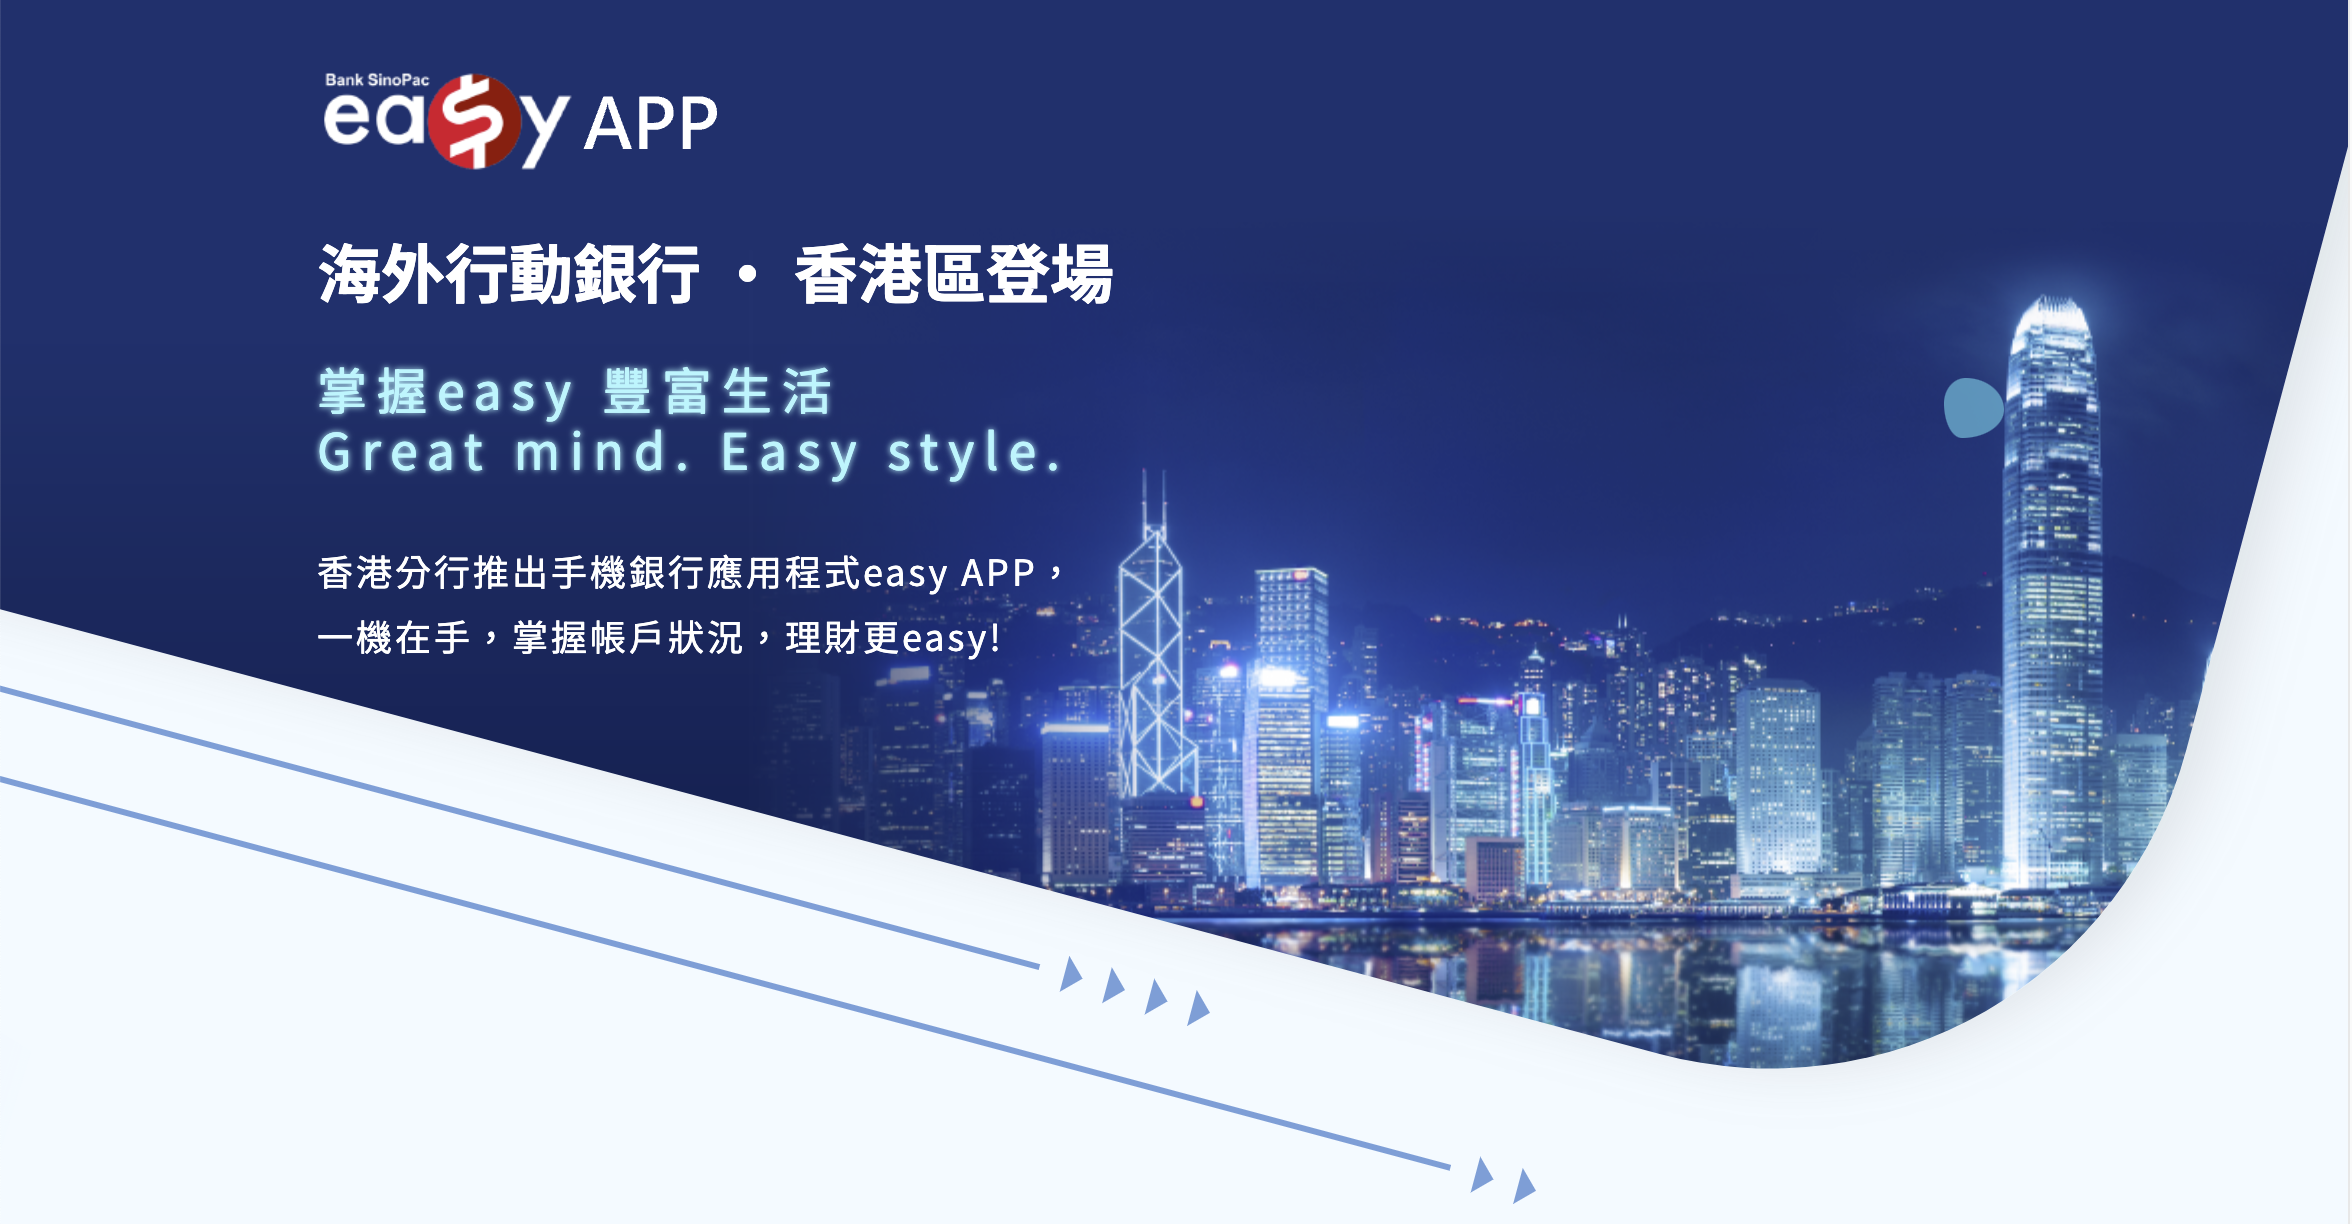 Bank SinoPac
easy APP
海外行動銀行 • 香港區登場
掌握easy 豐富生活
Great mind. Easy style.
香港分行推出手機銀行應用程式easy APP，
一機在手，掌握帳戶狀況，理財更easy!